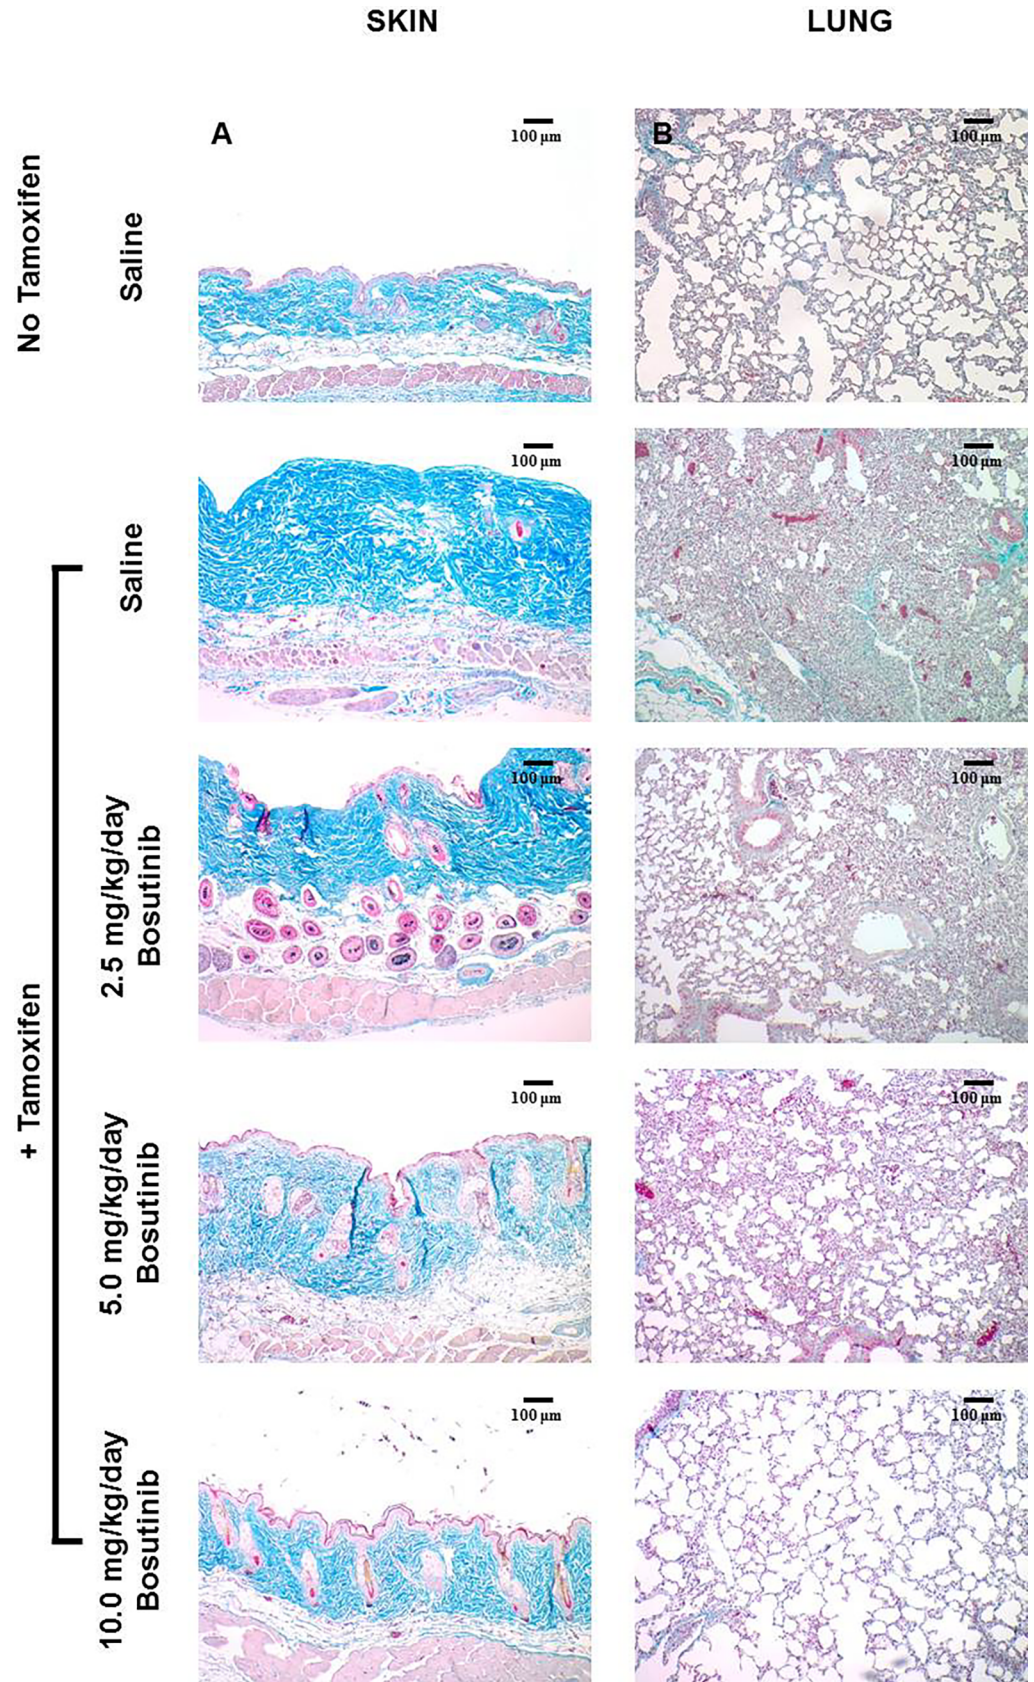 SKIN
LUNG
No Tamoxifen
Saline
A
100 µm
B
100 µm
+ Tamoxifen
Saline
100 µm
100 µm
2.5 mg/kg/day
Bosutinib
100 µm
100 µm
5.0 mg/kg/day
Bosutinib
100 µm
100 µm
10.0 mg/kg/day
Bosutinib
100 µm
100 µm